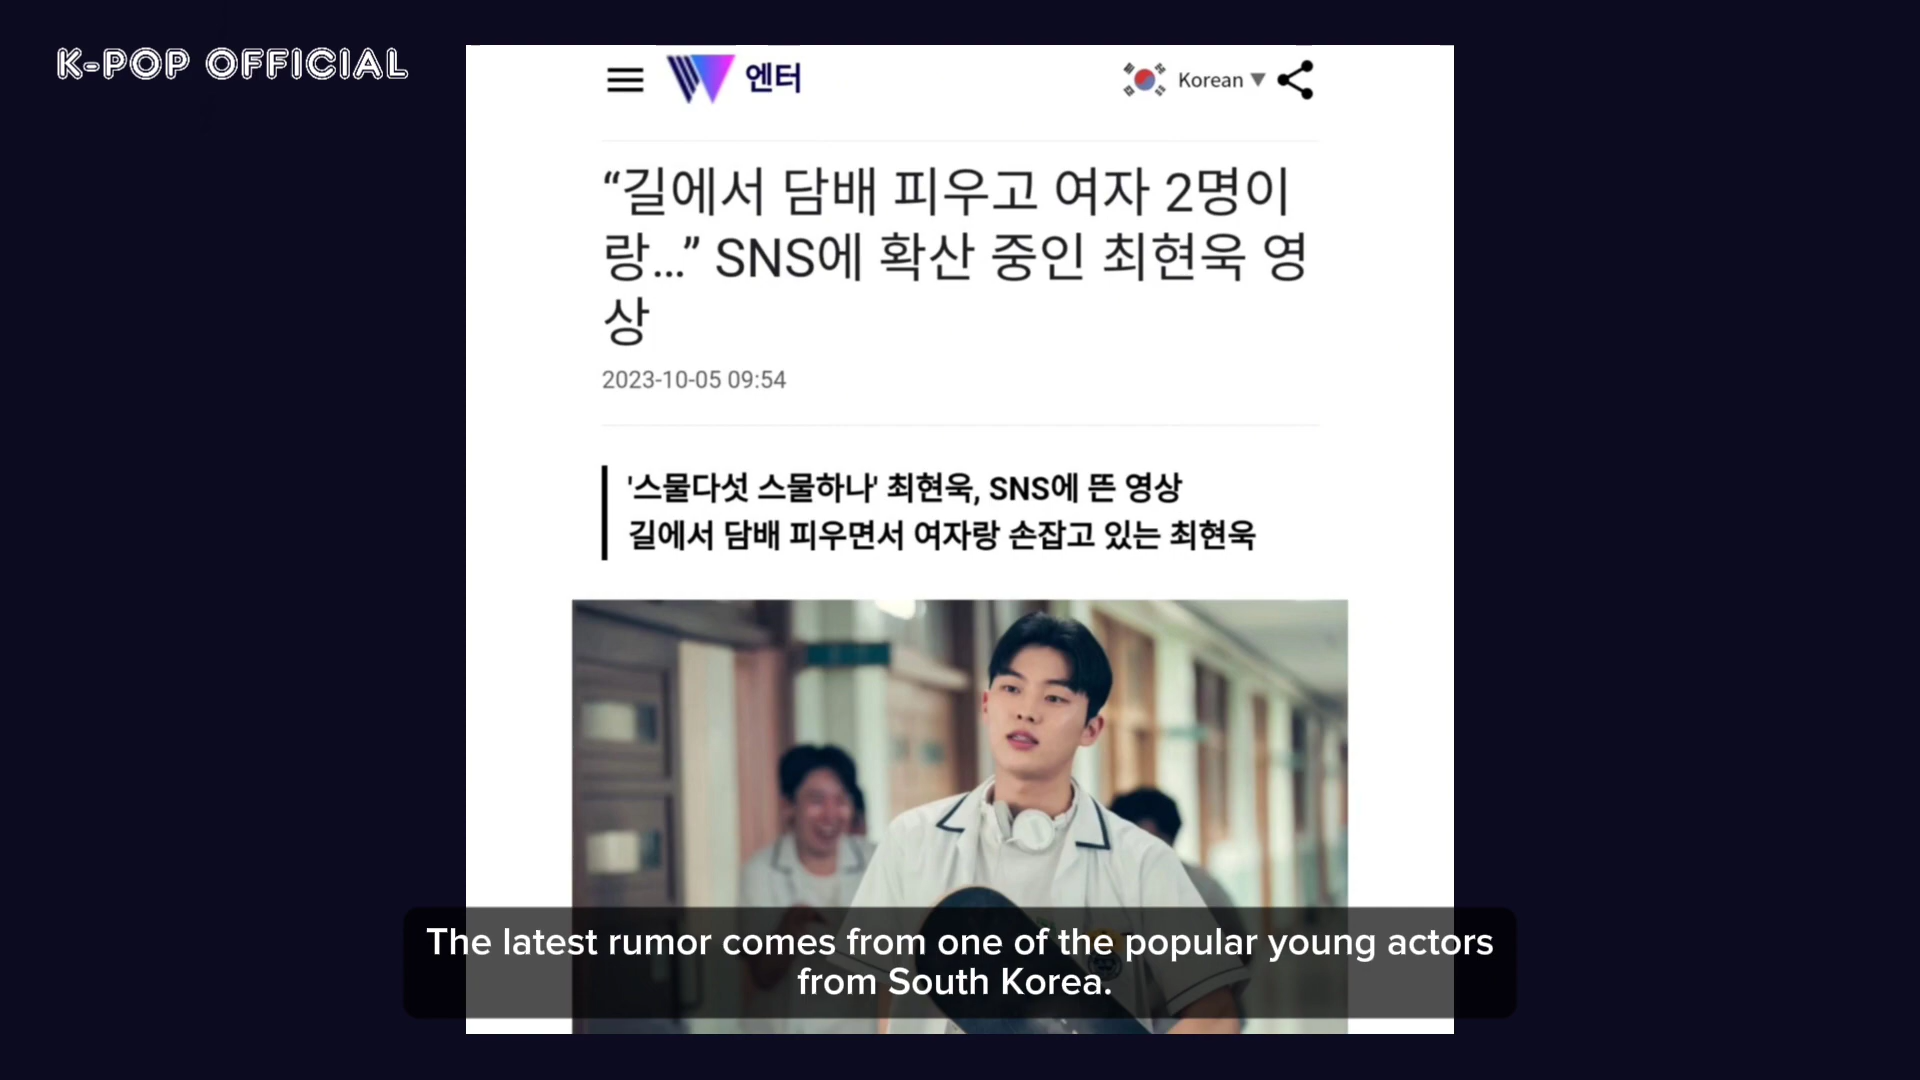 K-POP OFFICIAL
엔터
Korean ▼
“길에서 담배 피우고 여자 2명이
랑...” SNS에 확산 중인 최현욱 영
상
2023-10-05 09:54
'스물다섯 스물하나' 최현욱, SNS에 뜬 영상
길에서 담배 피우면서 여자랑 손잡고 있는 최현욱
The latest rumor comes from one of the popular young actors
from South Korea.